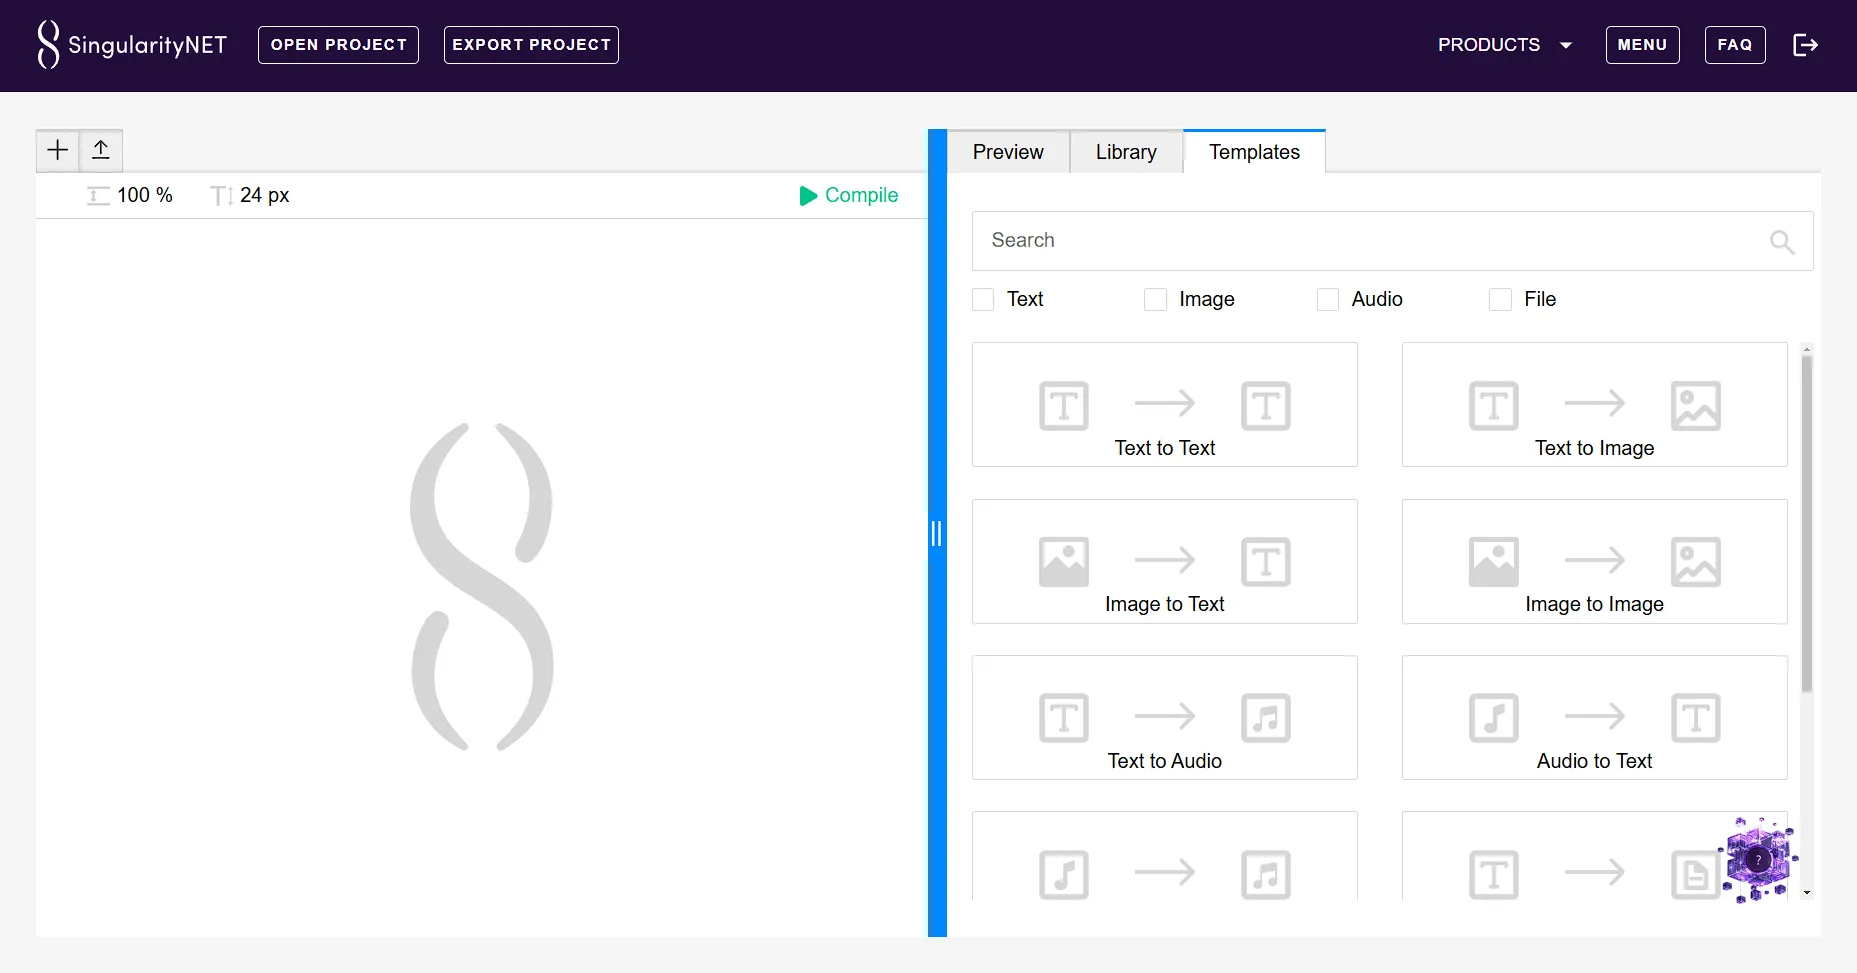 SingularityNET
OPEN PROJECT
EXPORT PROJECT
PRODUCTS
MENU
FAQ
100 %
24 px
Compile
Preview
Library
Templates
Search
Text
Image
Audio
File
Text to Text
Text to Image
Image to Text
Image to Image
Text to Audio
Audio to Text
?